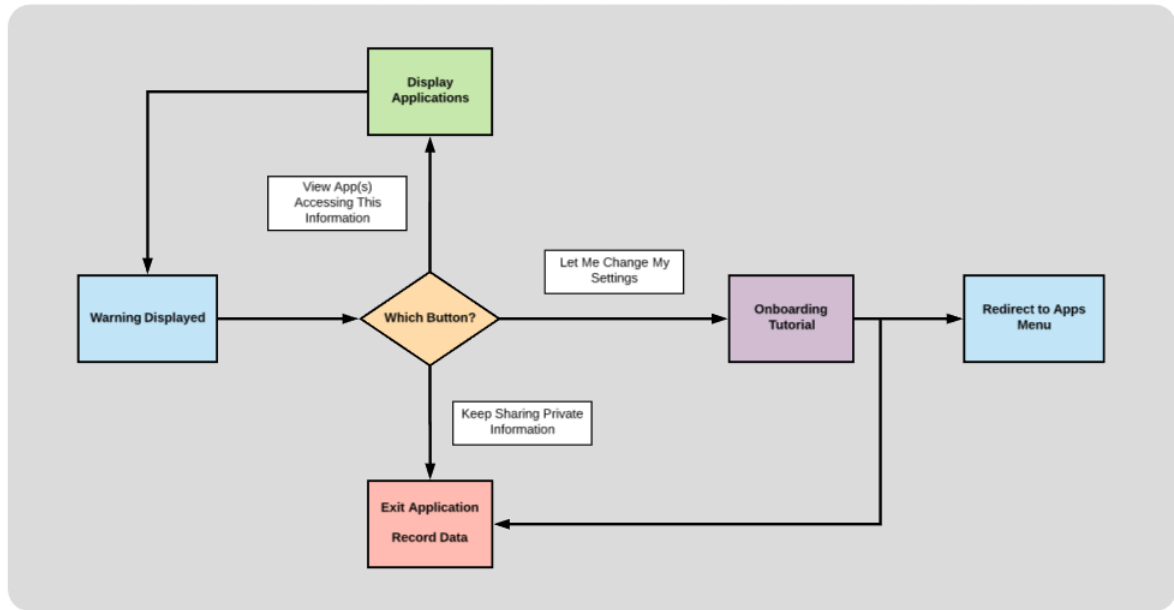 Display
Applications
View App(s)
Accessing This
Information
Let Me Change My
Settings
Warning Displayed
Which Button?
Onboarding
Tutorial
Redirect to Apps
Menu
Keep Sharing Private
Information
Exit Application
Record Data